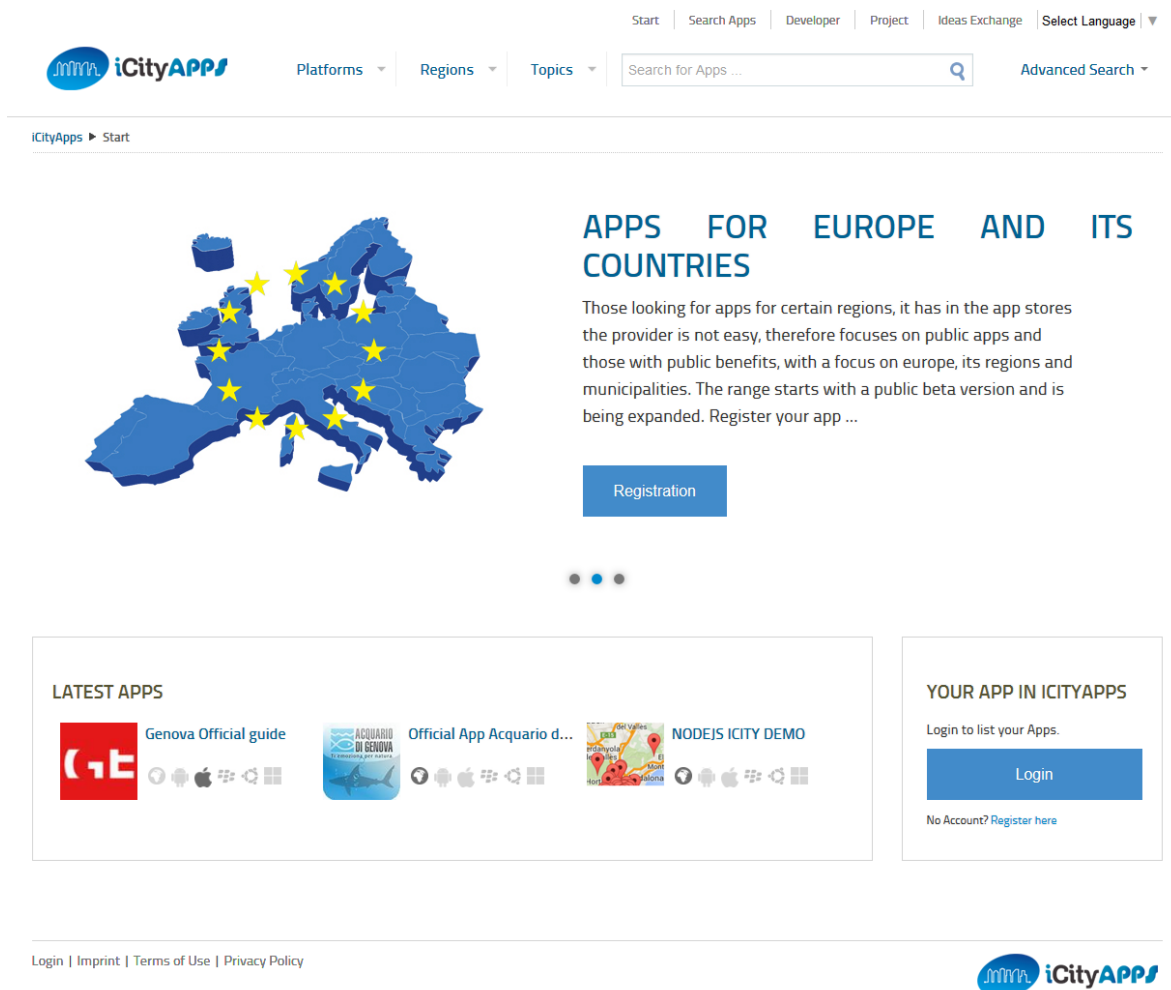 Start Search Apps Developer Project Ideas Exchange Select Language ▼
iCityAPPS Platforms Regions Topics Search for Apps ... Advanced Search
iCityApps ▶ Start
APPS FOR EUROPE AND ITS
COUNTRIES
Those looking for apps for certain regions, it has in the app stores
the provider is not easy, therefore focuses on public apps and
those with public benefits, with a focus on europe, its regions and
municipalities. The range starts with a public beta version and is
being expanded. Register your app ...
Registration
LATEST APPS
Genova Official guide
ACQUARIO
DI GENOVA
Official App Acquario d...
del Valles
NODEJS ICITY DEMO
YOUR APP IN ICITYAPPS
Login to list your Apps.
Login
No Account? Register here
Login | Imprint | Terms of Use | Privacy Policy
iCityAPPS